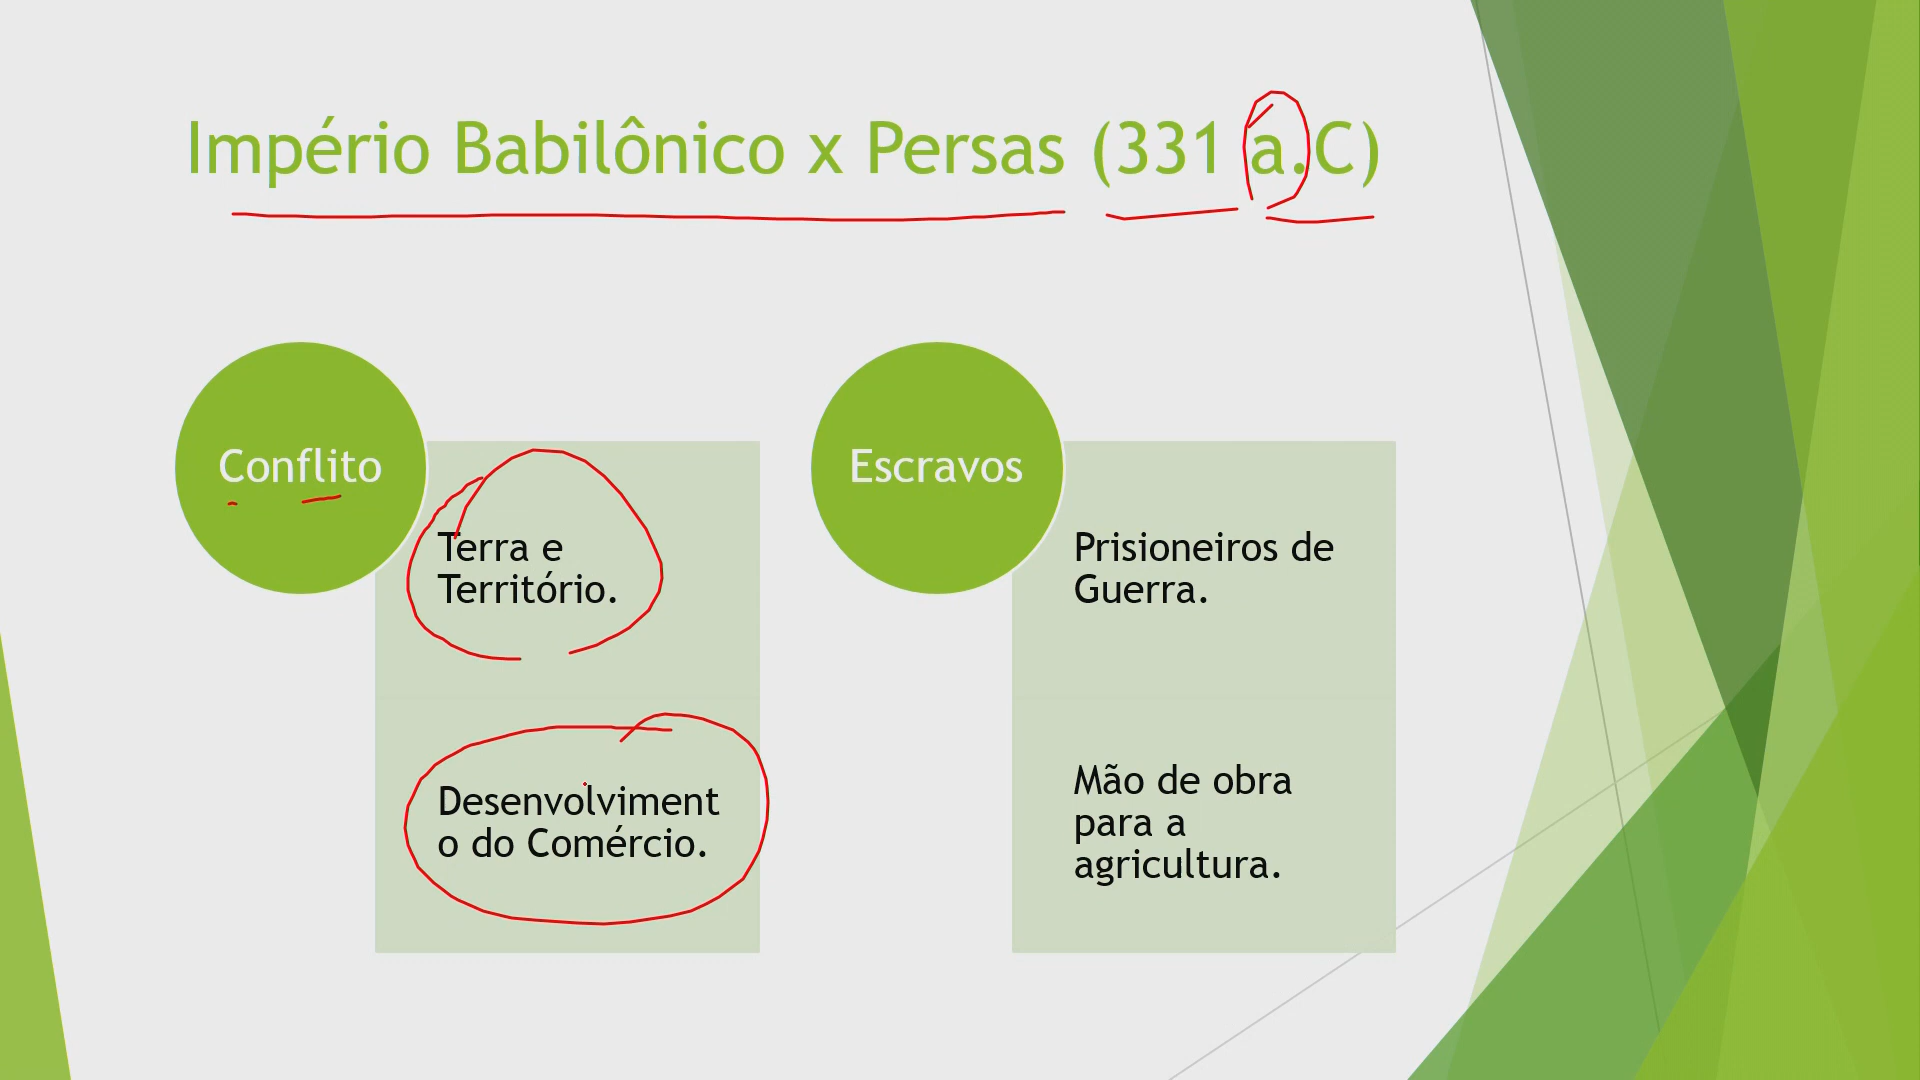 Império Babilônico x Persas (331 a.C)
Conflito
Terra e
Território.
Desenvolviment
o do Comércio.
Escravos
Prisioneiros de
Guerra.
Mão de obra
para a
agricultura.